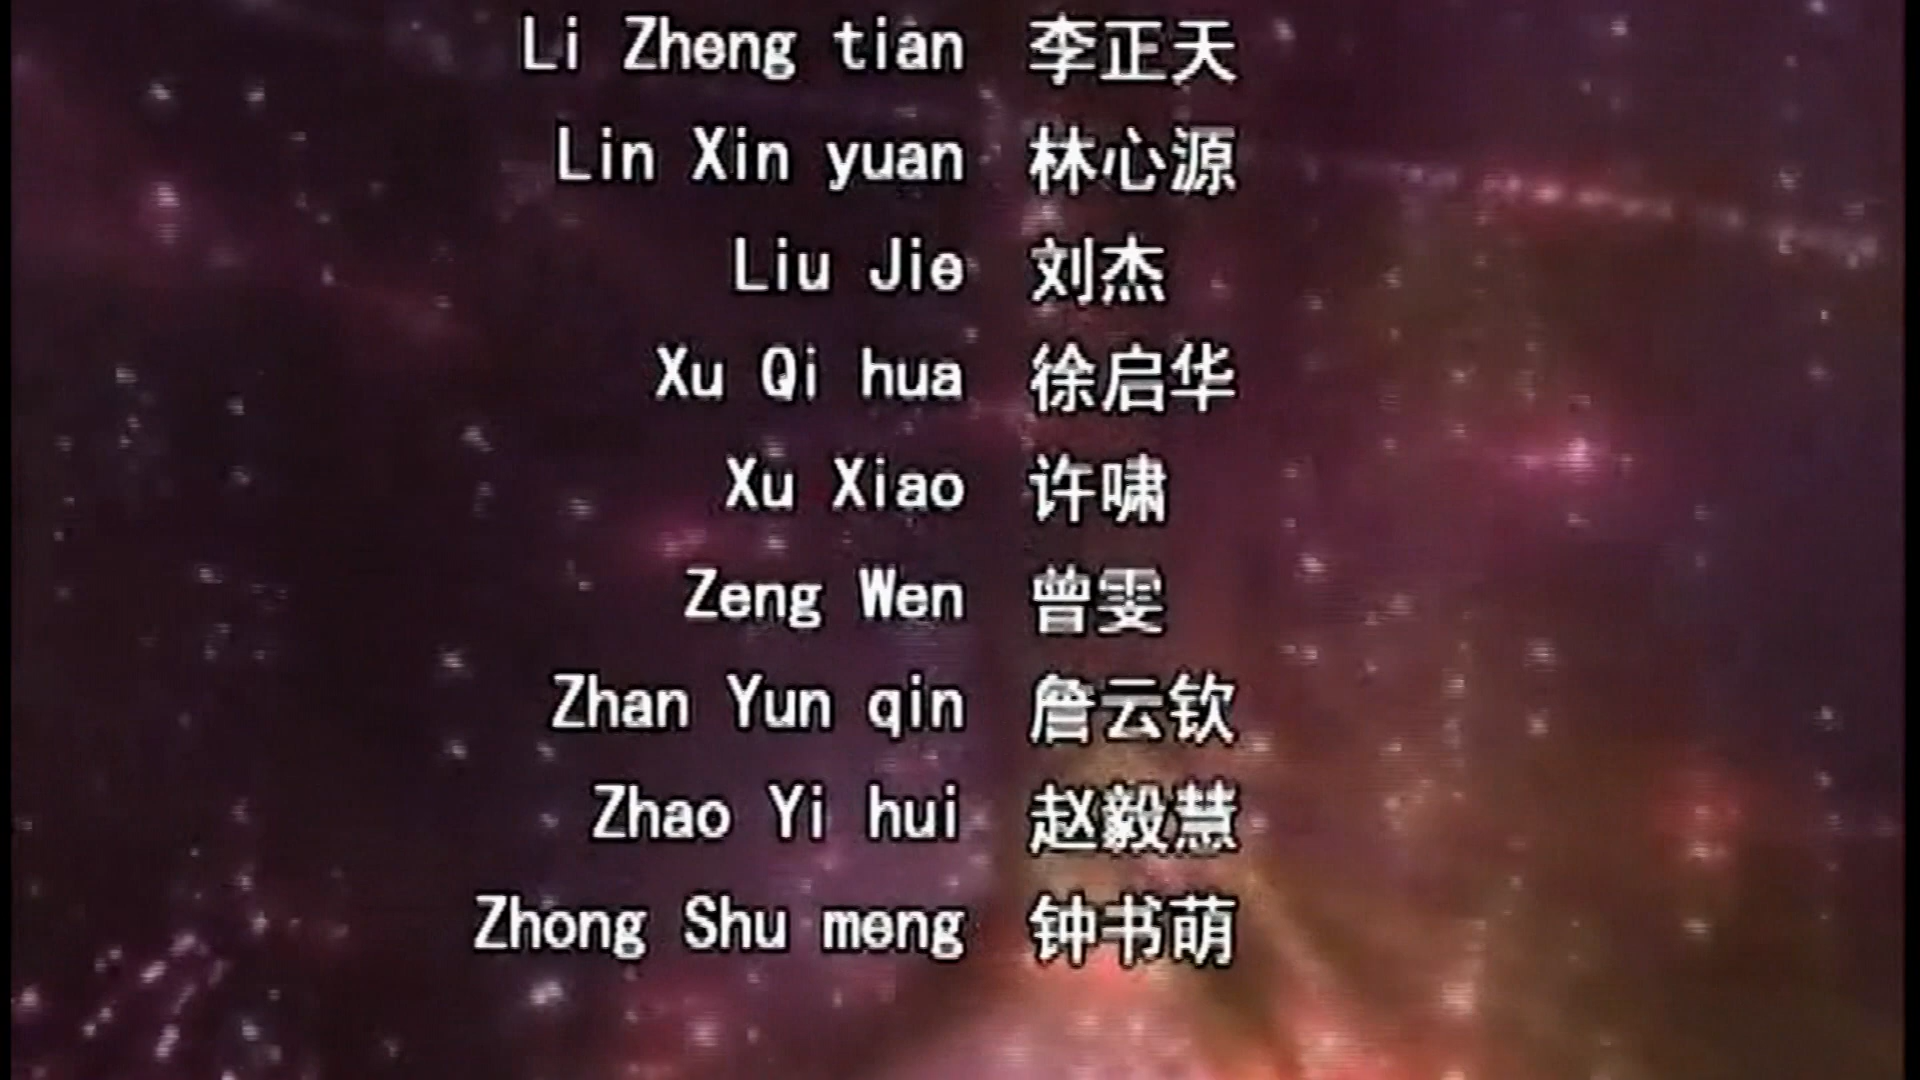 Li Zheng tian 李正天
Lin Xin yuan 林心源
Liu Jie 刘杰
Xu Qi hua 徐启华
Xu Xiao 许啸
Zeng Wen 曾雯
Zhan Yun qin 詹云钦
Zhao Yi hui 赵毅慧
Zhong Shu meng 钟书萌